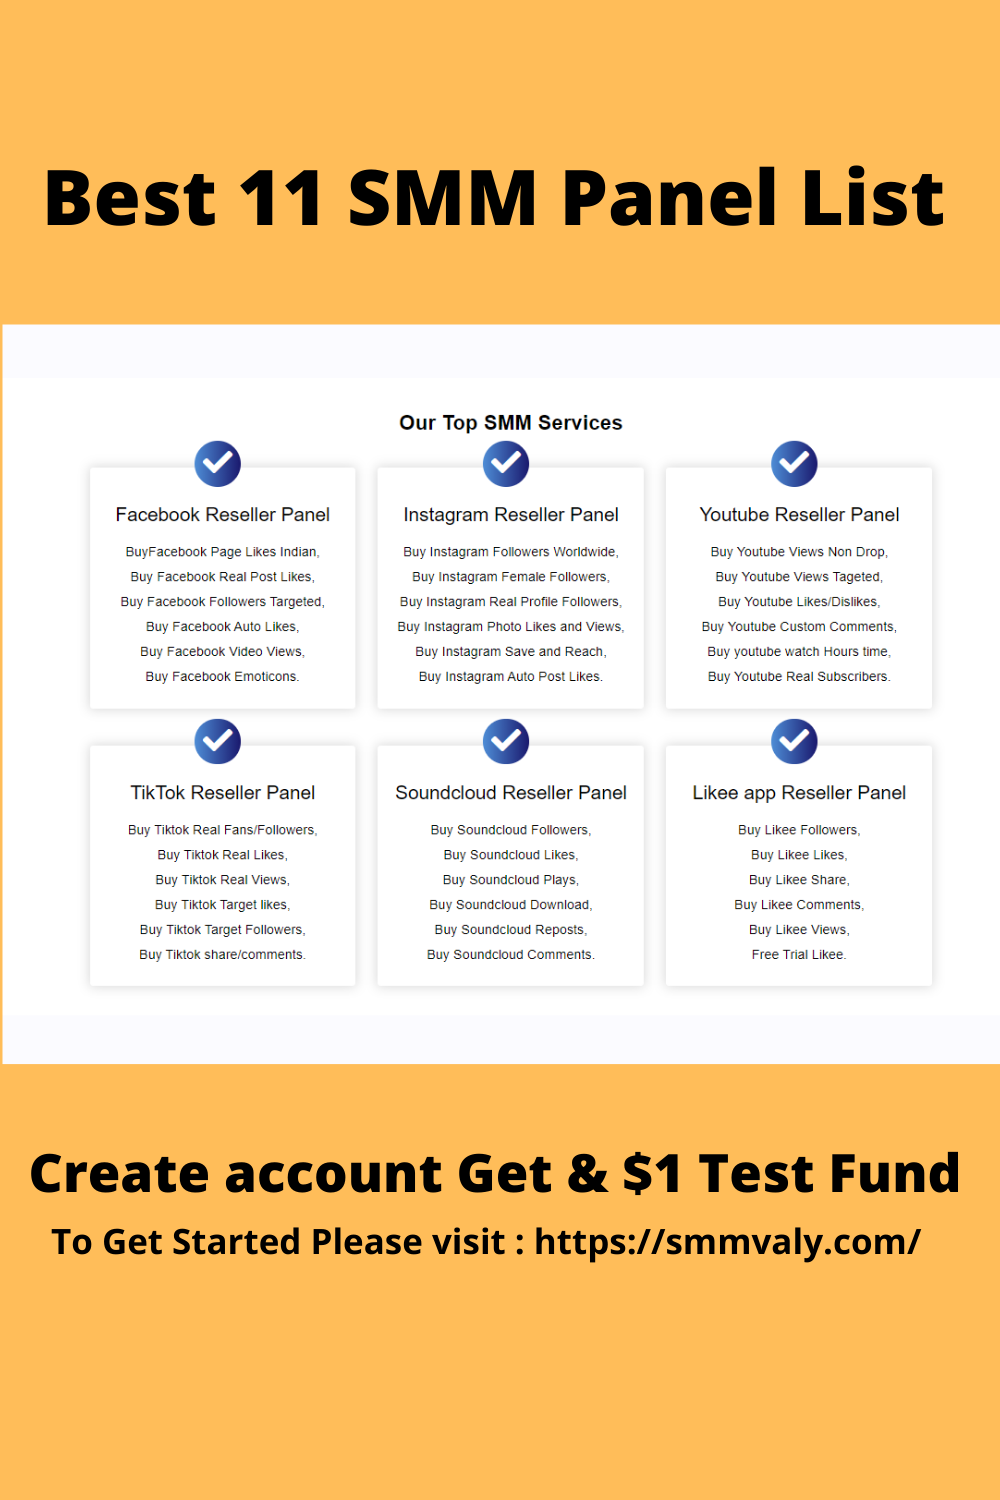 Best 11 SMM Panel List
Our Top SMM Services
Facebook Reseller Panel
BuyFacebook Page Likes Indian,
Buy Facebook Real Post Likes,
Buy Facebook Followers Targeted,
Buy Facebook Auto Likes,
Buy Facebook Video Views,
Buy Facebook Emoticons.
Instagram Reseller Panel
Buy Instagram Followers Worldwide,
Buy Instagram Female Followers,
Buy Instagram Real Profile Followers,
Buy Instagram Photo Likes and Views,
Buy Instagram Save and Reach,
Buy Instagram Auto Post Likes.
Youtube Reseller Panel
Buy Youtube Views Non Drop,
Buy Youtube Views Tageted,
Buy Youtube Likes/Dislikes,
Buy Youtube Custom Comments,
Buy youtube watch Hours time,
Buy Youtube Real Subscribers.
TikTok Reseller Panel
Buy Tiktok Real Fans/Followers,
Buy Tiktok Real Likes,
Buy Tiktok Real Views,
Buy Tiktok Target likes,
Buy Tiktok Target Followers,
Buy Tiktok share/comments.
Soundcloud Reseller Panel
Buy Soundcloud Followers,
Buy Soundcloud Likes,
Buy Soundcloud Plays,
Buy Soundcloud Download,
Buy Soundcloud Reposts,
Buy Soundcloud Comments.
Likee app Reseller Panel
Buy Likee Followers,
Buy Likee Likes,
Buy Likee Share,
Buy Likee Comments,
Buy Likee Views,
Free Trial Likee.
Create account Get & $1 Test Fund
To Get Started Please visit : https://smmvaly.com/